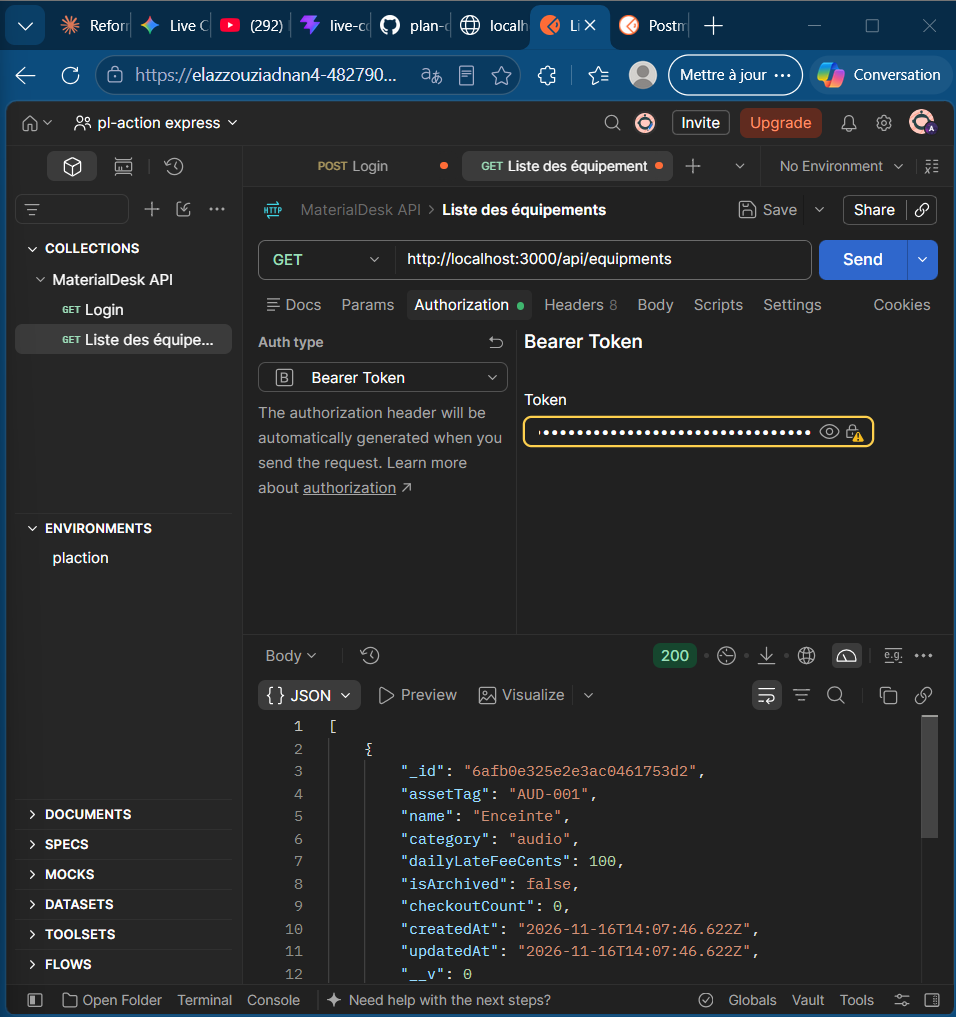 Refor
Live C
(292)
live-co
plan-c
localh
Li
Postm
https://elazzouziadnan4-482790...
Mettre à jour
Conversation
pl-action express
Invite
Upgrade
POST Login
GET Liste des équipement
No Environment
HTTP
MaterialDesk API > Liste des équipements
Save
Share
GET
http://localhost:3000/api/equipments
Send
Docs Params Authorization Headers 8 Body Scripts Settings Cookies
COLLECTIONS
MaterialDesk API
GET Login
GET Liste des équipe...
Auth type
B Bearer Token
The authorization header will be
automatically generated when you
send the request. Learn more
about authorization
Bearer Token
Token
ENVIRONMENTS
plaction
DOCUMENTS
SPECS
MOCKS
DATASETS
TOOLSETS
FLOWS
Body
200
e.g.
{} JSON
Preview
Visualize
1 [
2 {
3 "_id": "6afb0e325e2e3ac0461753d2",
4 "assetTag": "AUD-001",
5 "name": "Enceinte",
6 "category": "audio",
7 "dailyLateFeeCents": 100,
8 "isArchived": false,
9 "checkoutCount": 0,
10 "createdAt": "2026-11-16T14:07:46.622Z",
11 "updatedAt": "2026-11-16T14:07:46.622Z",
12 "__v": 0
Open Folder Terminal Console Need help with the next steps? Globals Vault Tools